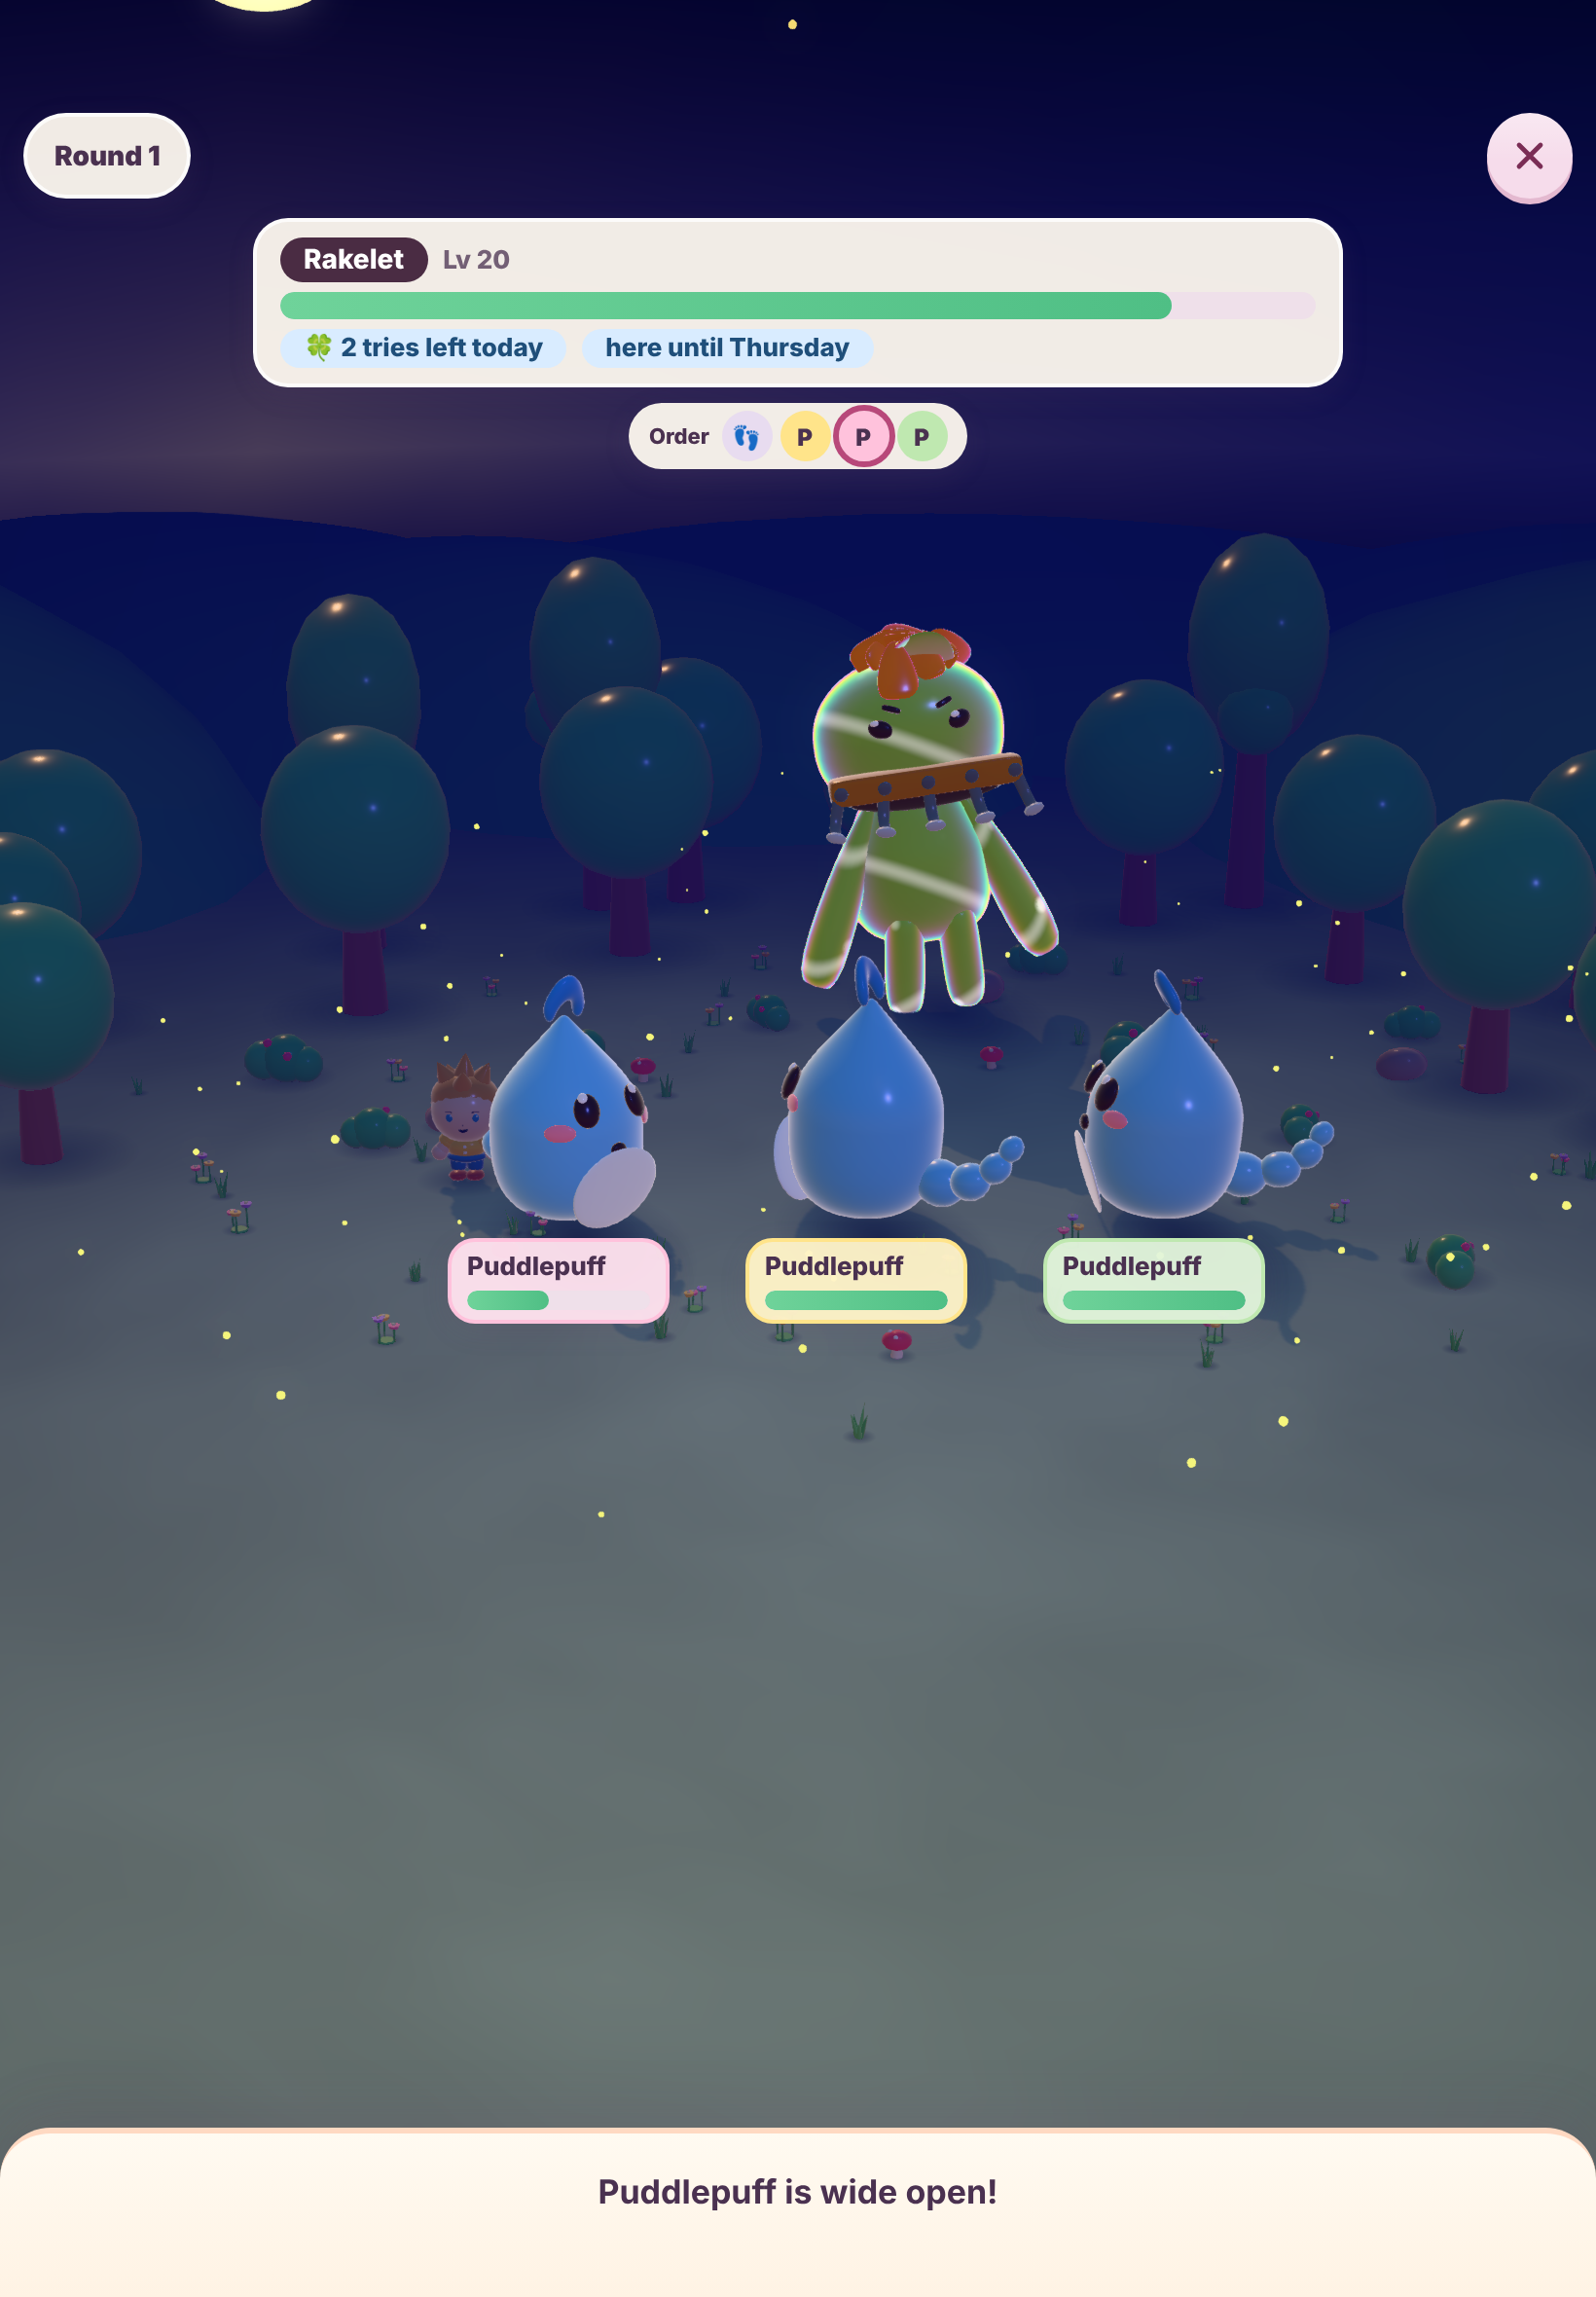 Round 1
Rakelet Lv 20
2 tries left today here until Thursday
Order P P P
Puddlepuff Puddlepuff Puddlepuff
Puddlepuff is wide open!